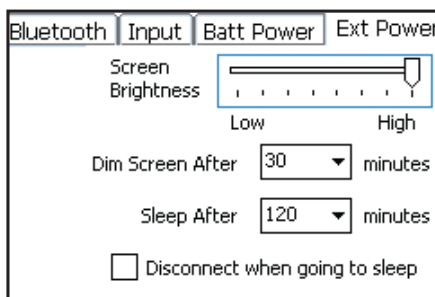 Bluetooth Input Batt Power Ext Power
Screen
Brightness
Low High
Dim Screen After 30 minutes
Sleep After 120 minutes
Disconnect when going to sleep